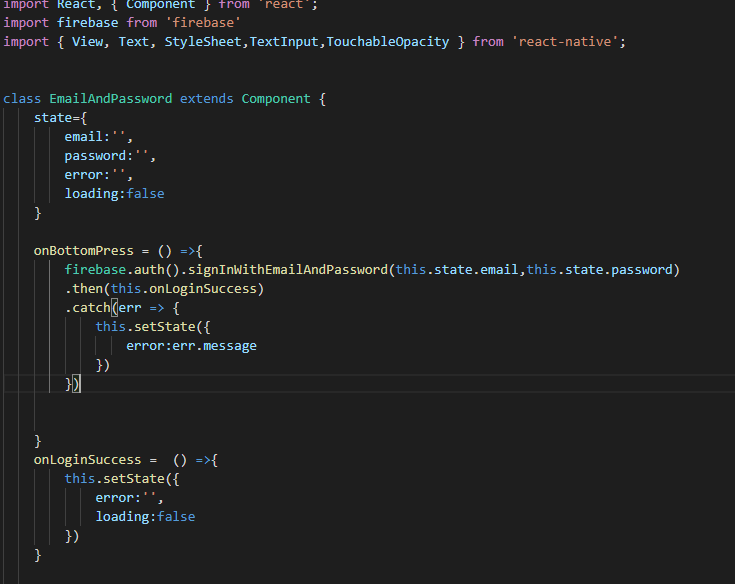 import React, { Component } from 'react';
import firebase from 'firebase'
import { View, Text, StyleSheet,TextInput,TouchableOpacity } from 'react-native';
class EmailAndPassword extends Component {
state={
email:'',
password:'',
error:'',
loading:false
}
onBottomPress = () =>{
firebase.auth().signInWithEmailAndPassword(this.state.email,this.state.password)
.then(this.onLoginSuccess)
.catch(err => {
this.setState({
error:err.message
})
})
}
onLoginSuccess =  () =>{
this.setState({
error:'',
loading:false
})
}